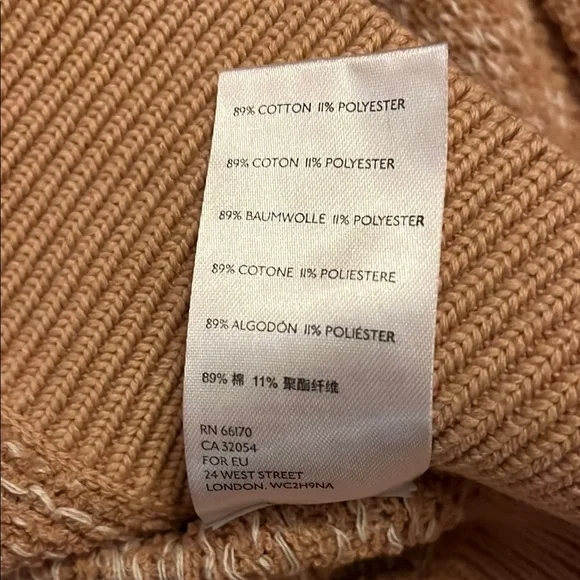 89% COTTON 11% POLYESTER
89% COTON 11% POLYESTER
89% BAUMWOLLE 11% POLYESTER
89% COTONE 11% POLIESTERE
89% ALGODÓN 11% POLIÉSTER
89% 棉 11% 聚酯纤维
RN 66170
CA 32054
FOR EU
24 WEST STREET
LONDON. WC2H9NA